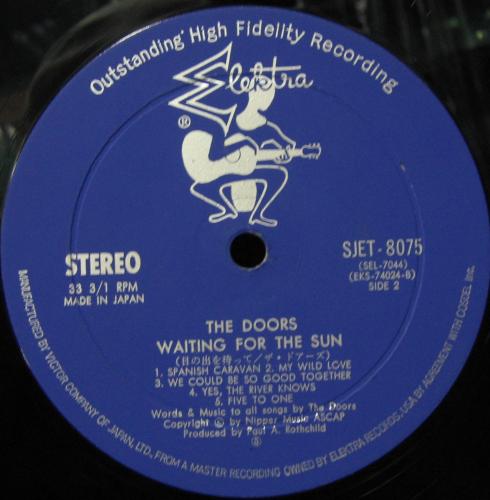 Outstanding High Fidelity Recording
Elektra
®
STEREO
33 3/1 RPM
MADE IN JAPAN
SJET-8075
(SEL-7044)
(EKS-74024-B)
SIDE 2
THE DOORS
WAITING FOR THE SUN
(日の出を待って/ザ・ドアーズ)
1. SPANISH CARAVAN 2. MY WILD LOVE
3. WE COULD BE SO GOOD TOGETHER
4. YES, THE RIVER KNOWS
5. FIVE TO ONE
Words & Music to all songs by The Doors
Copyright © by Nipper Music ASCAP
Produced by Paul A. Rothchild
MANUFACTURED BY VICTOR COMPANY OF JAPAN, LTD. FROM A MASTER RECORDING OWNED BY ELEKTRA RECORDS, USA BY AGREEMENT WITH COSDEL Inc.